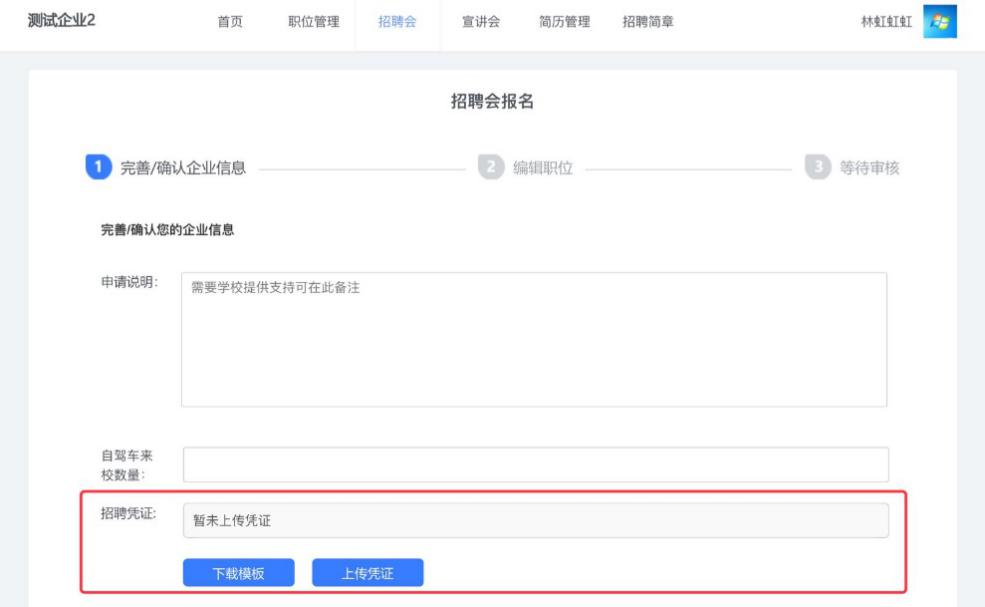 测试企业2 首页 职位管理 招聘会 宣讲会 简历管理 招聘简章 林虹虹虹
招聘会报名
1 完善/确认企业信息 2 编辑职位 3 等待审核
完善/确认您的企业信息
申请说明: 需要学校提供支持可在此备注
自驾车来
校数量:
招聘凭证: 暂未上传凭证
下载模板 上传凭证